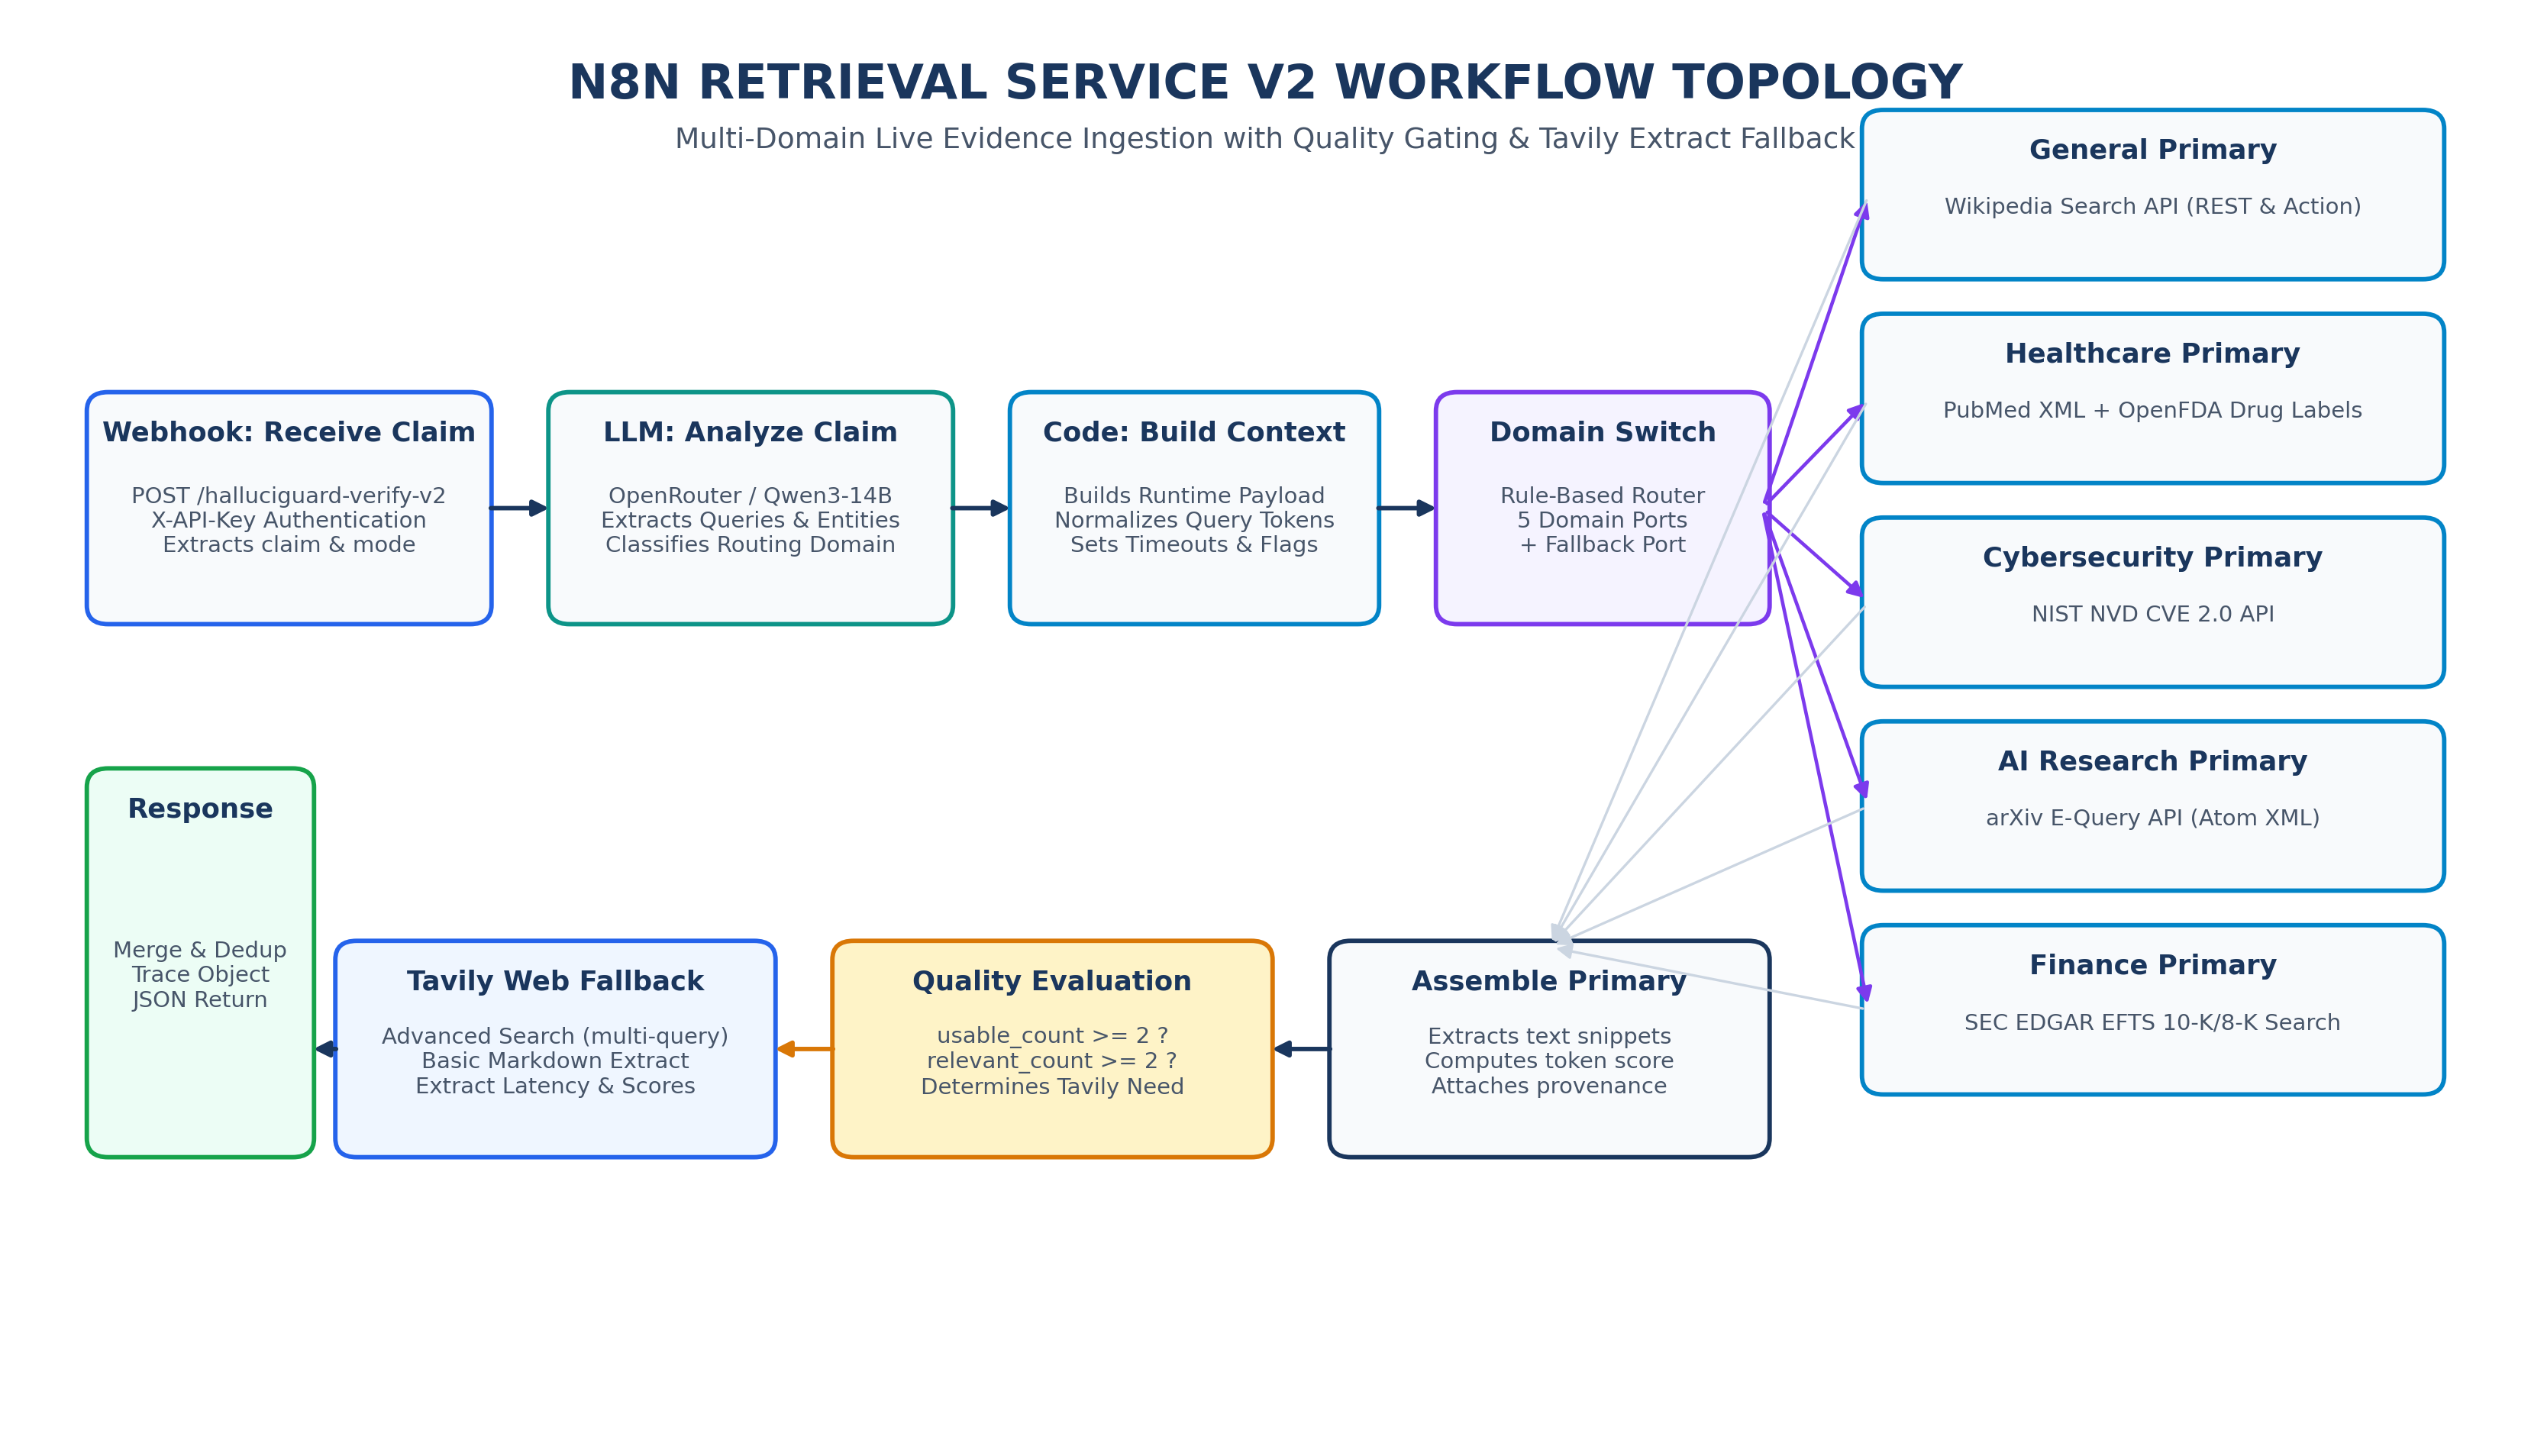 N8N RETRIEVAL SERVICE V2 WORKFLOW TOPOLOGY
Multi-Domain Live Evidence Ingestion with Quality Gating & Tavily Extract Fallback
Webhook: Receive Claim
POST /halluciguard-verify-v2
X-API-Key Authentication
Extracts claim & mode
LLM: Analyze Claim
OpenRouter / Qwen3-14B
Extracts Queries & Entities
Classifies Routing Domain
Code: Build Context
Builds Runtime Payload
Normalizes Query Tokens
Sets Timeouts & Flags
Domain Switch
Rule-Based Router
5 Domain Ports
+ Fallback Port
General Primary
Wikipedia Search API (REST & Action)
Healthcare Primary
PubMed XML + OpenFDA Drug Labels
Cybersecurity Primary
NIST NVD CVE 2.0 API
AI Research Primary
arXiv E-Query API (Atom XML)
Finance Primary
SEC EDGAR EFTS 10-K/8-K Search
Assemble Primary
Extracts text snippets
Computes token score
Attaches provenance
Quality Evaluation
usable_count >= 2 ?
relevant_count >= 2 ?
Determines Tavily Need
Tavily Web Fallback
Advanced Search (multi-query)
Basic Markdown Extract
Extract Latency & Scores
Response
Merge & Dedup
Trace Object
JSON Return